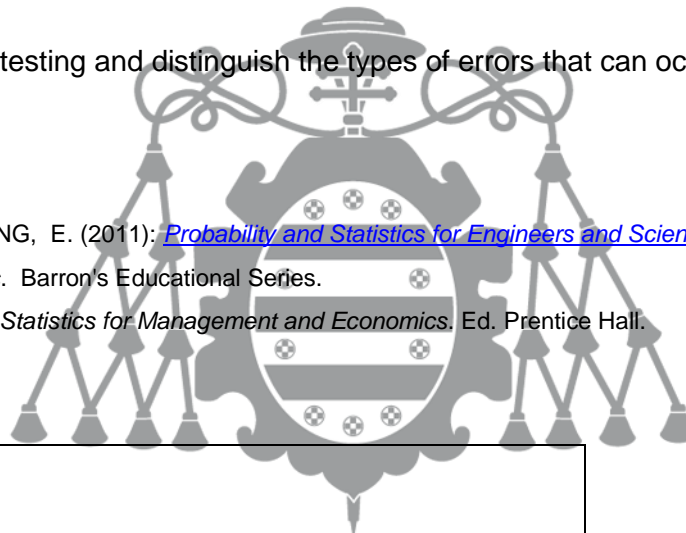 testing and distinguish the types of errors that can oc
NG, E. (2011): Probability and Statistics for Engineers and Scien
. Barron's Educational Series.
Statistics for Management and Economics. Ed. Prentice Hall.